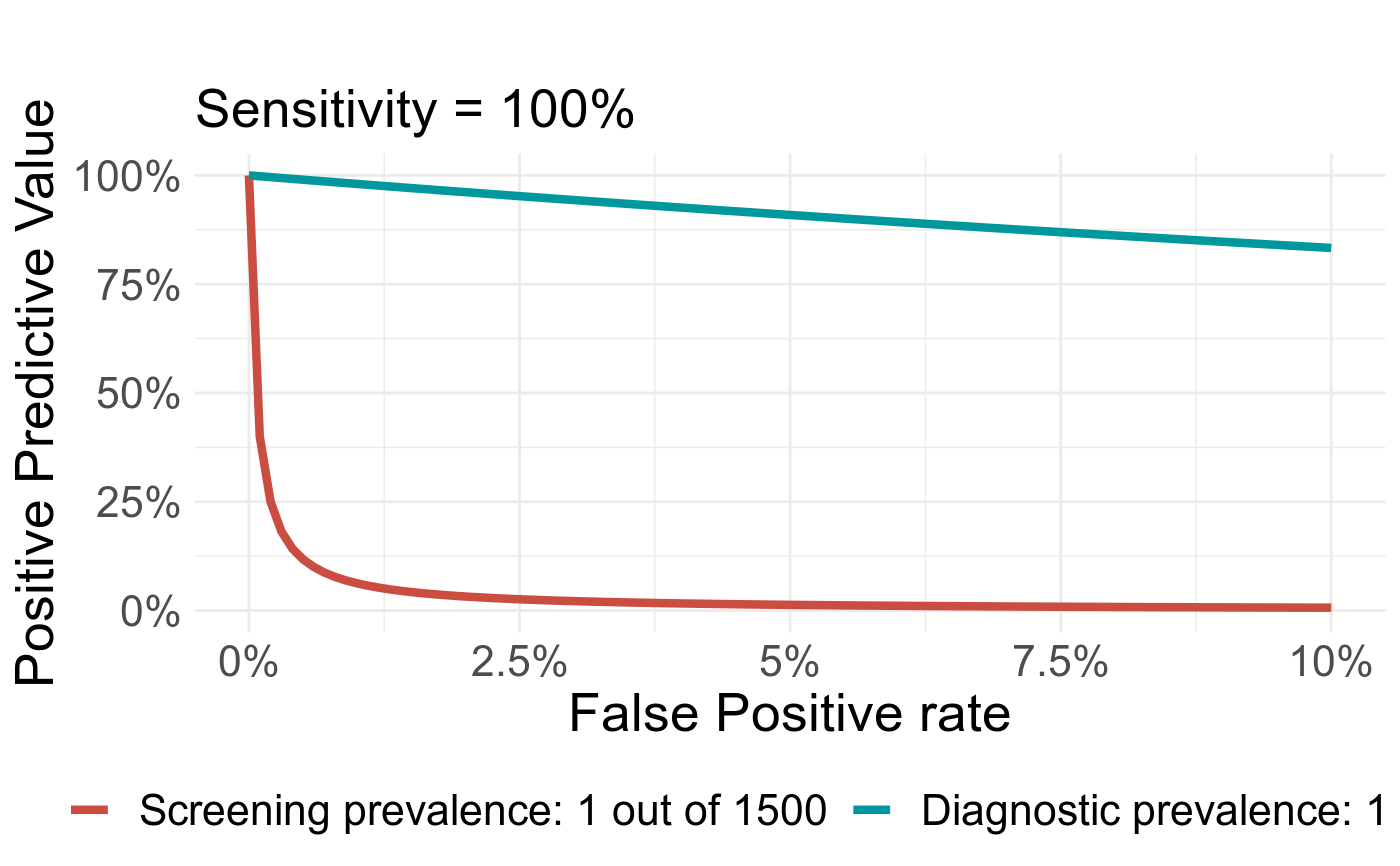 Sensitivity = 100%
Positive Predictive Value
100%
75%
50%
25%
0%
0% 2.5% 5% 7.5% 10%
False Positive rate
Screening prevalence: 1 out of 1500 Diagnostic prevalence: 1